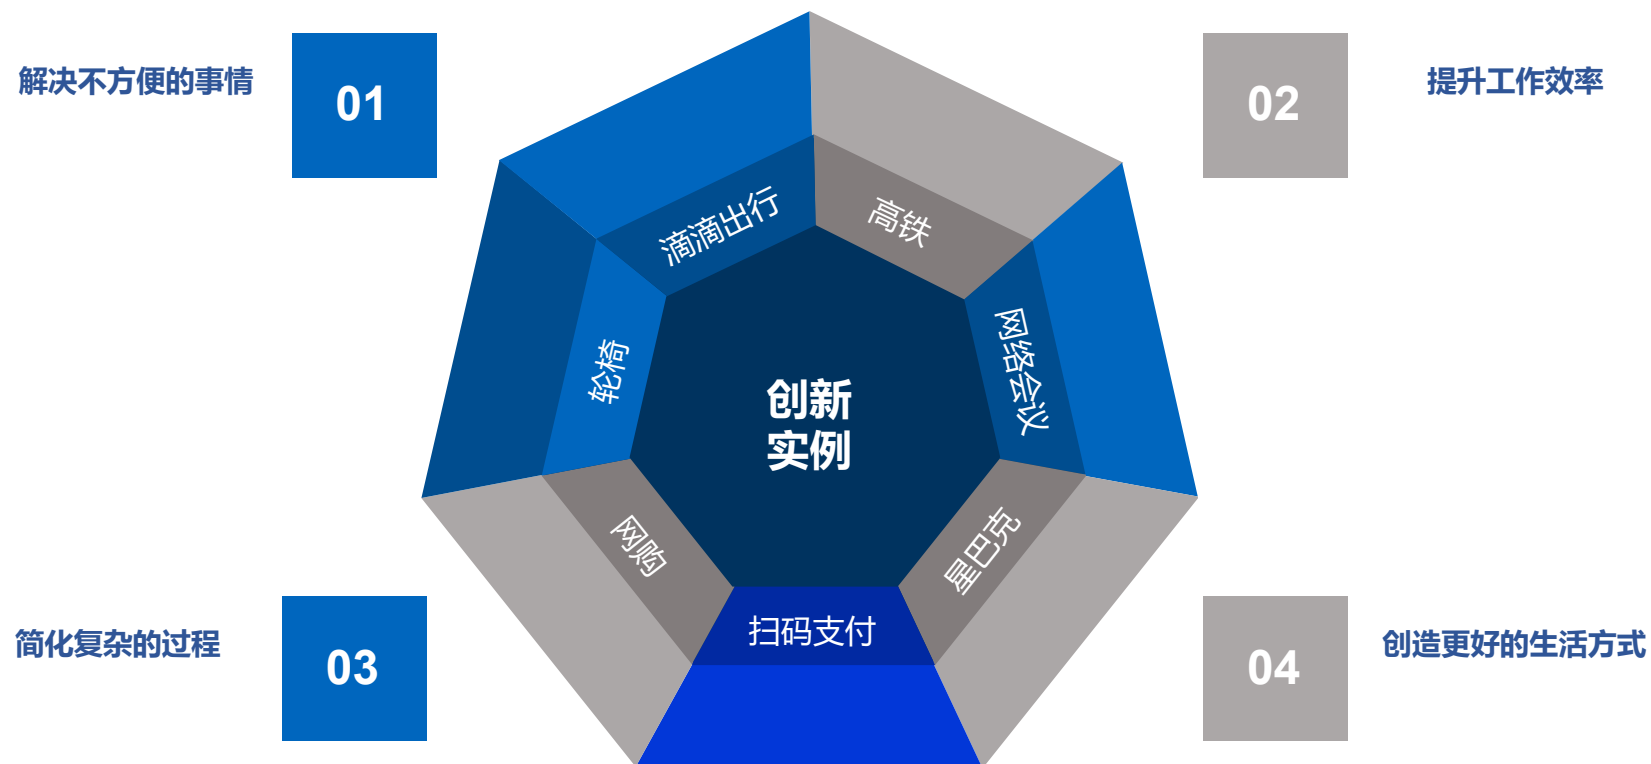 解决不方便的事情
01
02
提升工作效率
滴滴出行
高铁
轮椅
网络会议
创新
实例
网购
星巴克
扫码支付
简化复杂的过程
03
04
创造更好的生活方式